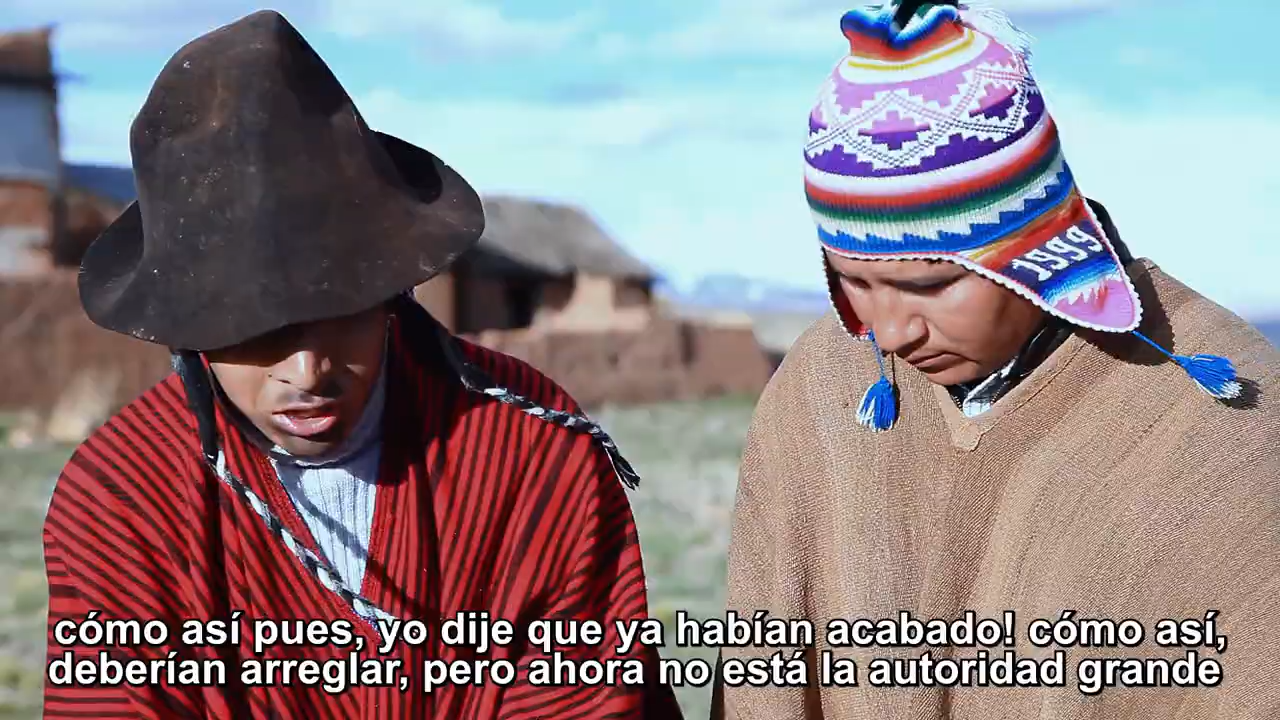 1999
cómo así pues, yo dije que ya habían acabado! cómo así,
deberían arreglar, pero ahora no está la autoridad grande